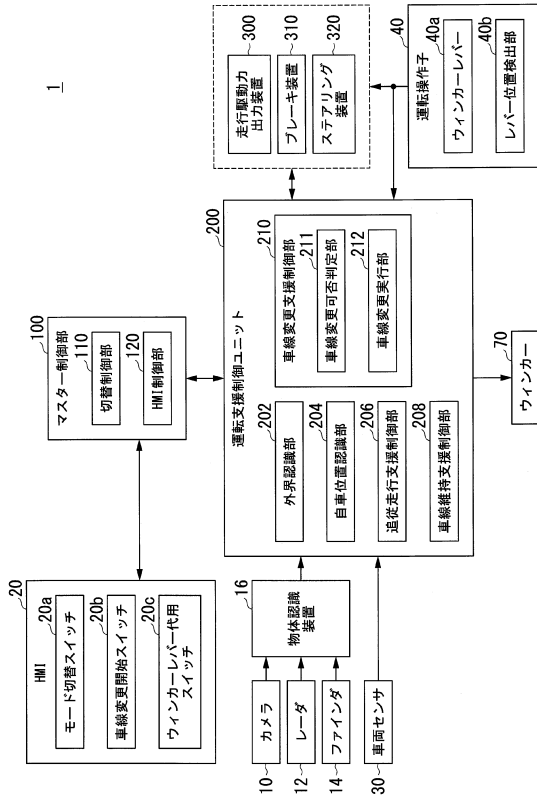 1
20
HMI
20a
モード切替スイッチ
20b
車線変更開始スイッチ
20c
ウィンカーレバー代用
スイッチ
100
マスター制御部
110
切替制御部
120
HMI制御部
300
走行駆動力
出力装置
310
ブレーキ装置
320
ステアリング
装置
10
カメラ
12
レーダ
14
ファインダ
30
車両センサ
16
物体認識
装置
200
運転支援制御ユニット
202
外界認識部
204
自車位置認識部
206
追従走行支援制御部
208
車線維持支援制御部
210
車線変更支援制御部
211
車線変更可否判定部
212
車線変更実行部
40
運転操作子
40a
ウィンカーレバー
40b
レバー位置検出部
70
ウィンカー